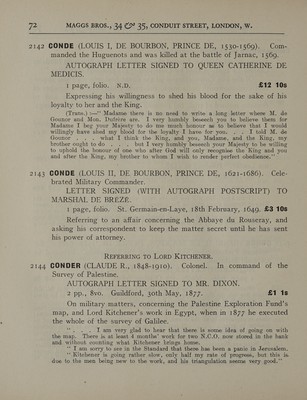 72 MAGGS BROS., 34 & 35, CONDUIT STREET, LONDON, W.
2142 CONDE (LOUIS I, DE BOURBON, PRINCE DE, 1530-1569). Com-
manded the Huguenots and was killed at the battle of Jarnac, 1569.
AUTOGRAPH LETTER SIGNED TO QUEEN CATHERINE DE
MEDICIS.
1 page, folio. N.D. £12 10s
Expressing his willingness to shed his blood for the sake of his
loyalty to her and the King.
(Trans.) :—" Madame there is no need to write a long letter where M. de
Gounor and Mon. Dufrere are. I very humbly beseech you to believe them for
Madame I beg your Majesty to do me much honour as to believe that I would
willingly have shed my blood for the loyalty I have for you, . . I told M. de
Gounor . . what I think the King, and you, Madame, and the King, my
brother ought to do . . but I very humbly beseech your Majesty to be willing
to uphold the honour of one who after God will only recognise the King and you
and after the King, my brother to whom I wish to render perfect obedience."
2143 CONDE (LOUIS II, DE BOURBON, PRINCE DE, 1621-1686). Cele-
brated Military Commander.
LETTER SIGNED (WITH AUTOGRAPH POSTSCRIPT) TO
MARSHAL DE BREZE.
1 page, folio. St. Germain-en-Laye, 18th February, 1649. £3 10s
Referring to an affair concerning the Abbaye du Rousseray, and
asking his correspondent to keep the matter secret until he has sent
his power of attorney.
REFERRING TO LORD KITCHENER.
2144 CONDER (CLAUDE R., 1848-1910). Colonel. In command of the
Survey of Palestine.
AUTOGRAPH LETTER SIGNED TO MR. DIXON.
2 pp., 8vo. Guildford, 30th May, 1877. £1 1s
On military matters, concerning the Palestine Exploration Fund's
map, and Lord Kitchener's work in Egypt, when in 1877 he executed
the whole of the survey of Galilee.
" . . I am very glad to hear that there is some idea of going on with
the map. There is at least 6 months' work for two N.C.O. now stored in the bank
and without counting what Kitchener brings home.
" I am sorry to see in the Standard that there has been a panic in Jerusalem.
" Kitchener is going rather slow, only half my rate of progress, but this is
due to the men being new to the work, and his triangulation seems very good."